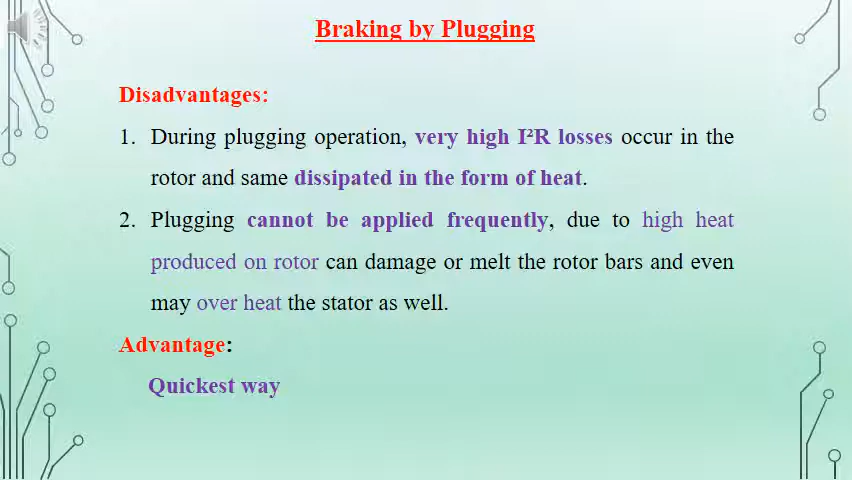 Braking by Plugging
Disadvantages:
1. During plugging operation, very high I²R losses occur in the
rotor and same dissipated in the form of heat.
2. Plugging cannot be applied frequently, due to high heat
produced on rotor can damage or melt the rotor bars and even
may over heat the stator as well.
Advantage:
Quickest way